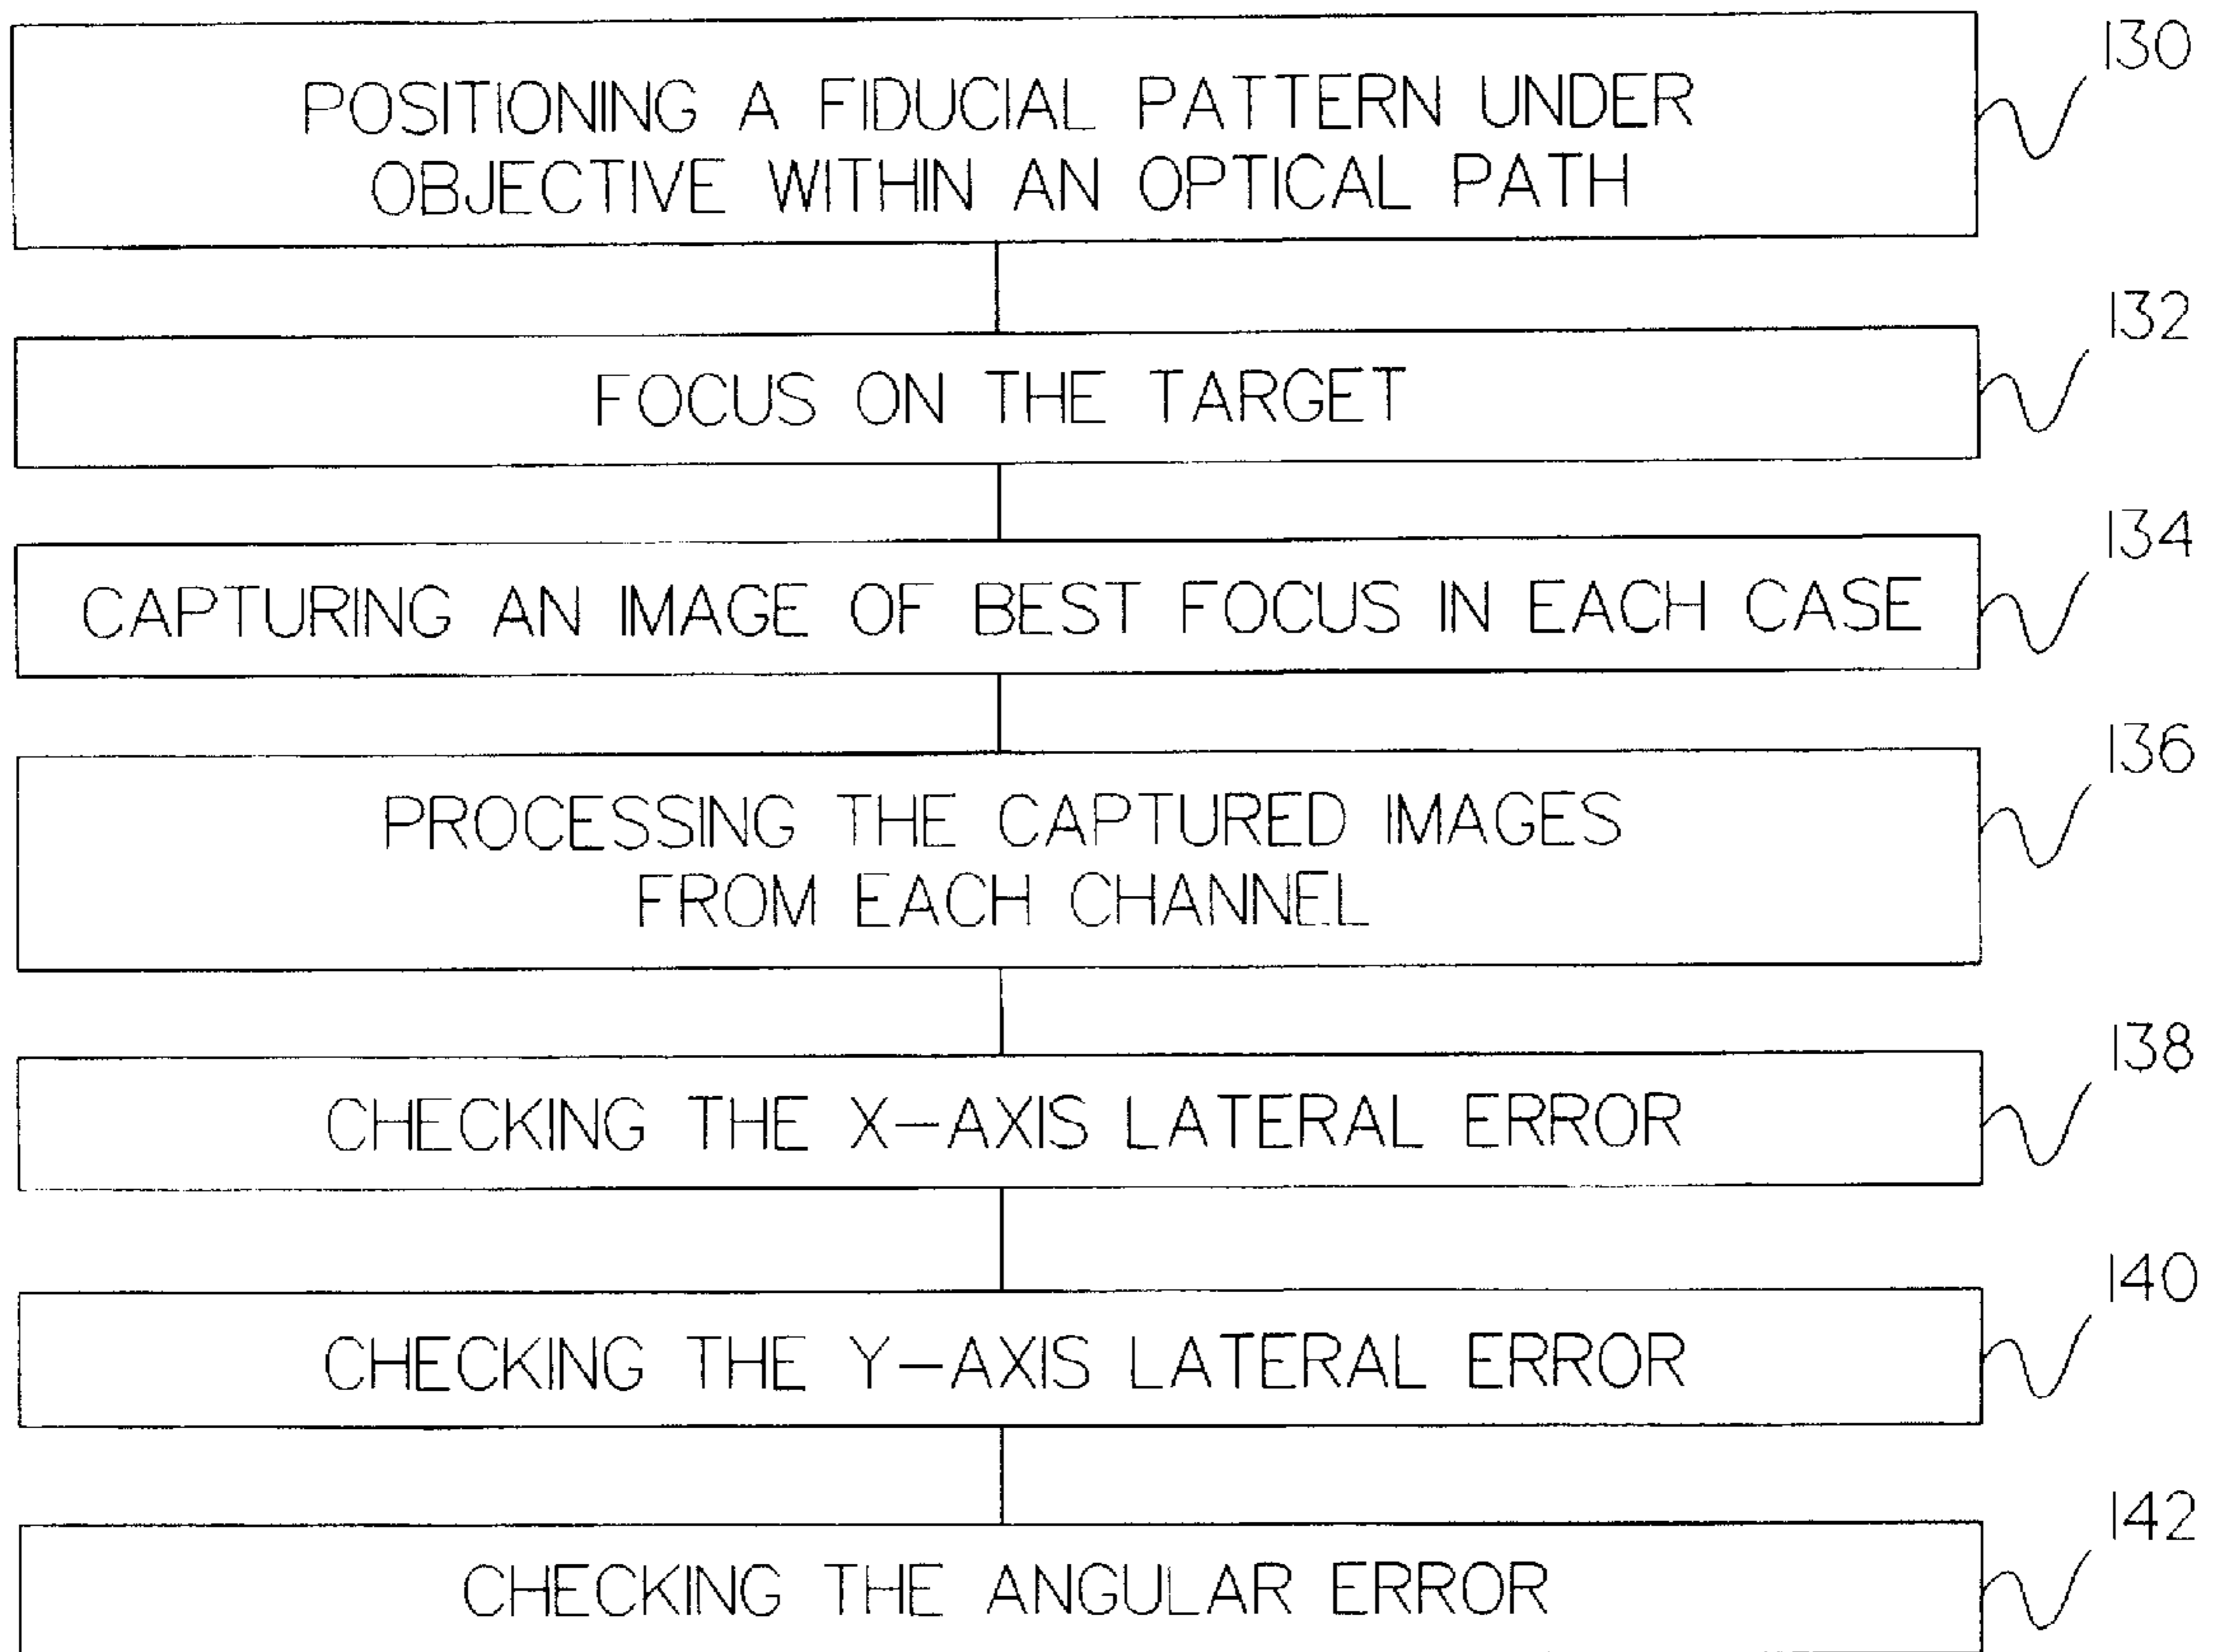 POSITIONING A FIDUCIAL PATTERN UNDER
OBJECTIVE WITHIN AN OPTICAL PATH
130
FOCUS ON THE TARGET
132
CAPTURING AN IMAGE OF BEST FOCUS IN EACH CASE
134
PROCESSING THE CAPTURED IMAGES
FROM EACH CHANNEL
136
CHECKING THE X-AXIS LATERAL ERROR
138
CHECKING THE Y-AXIS LATERAL ERROR
140
CHECKING THE ANGULAR ERROR
142